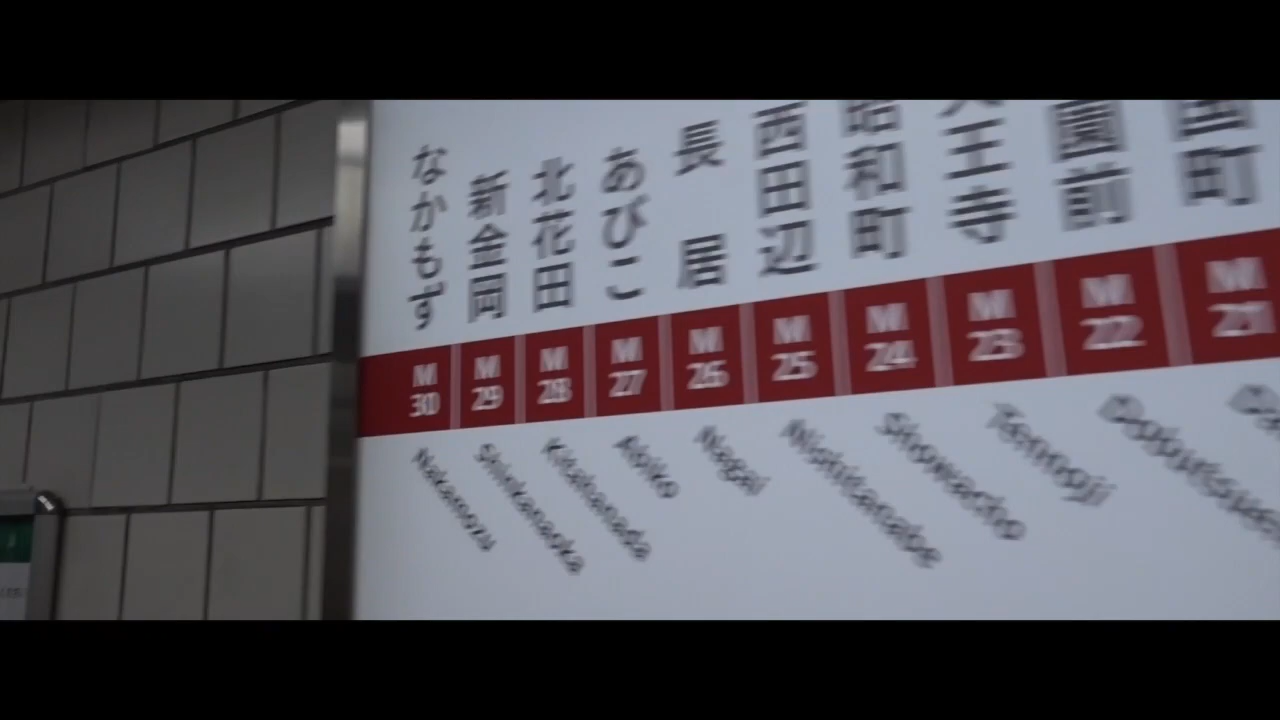 なかもず
新金岡
北花田
あびこ
長居
西田辺
昭和町
王寺
園前
国町
M 30
M 29
M 28
M 27
M 26
M 25
M 24
M 23
M 22
M 21
Nakamozu
Shinkanaoka
Kitahanada
Abiko
Nagai
Nishitanabe
Showacho
Tennoji